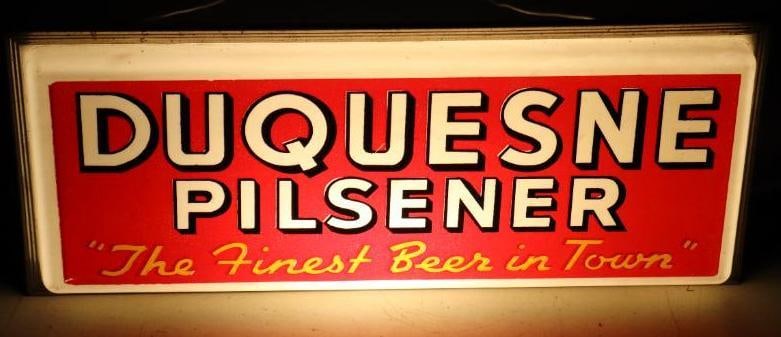 DUQUESNE
PILSENER
"The Finest Beer in Town"